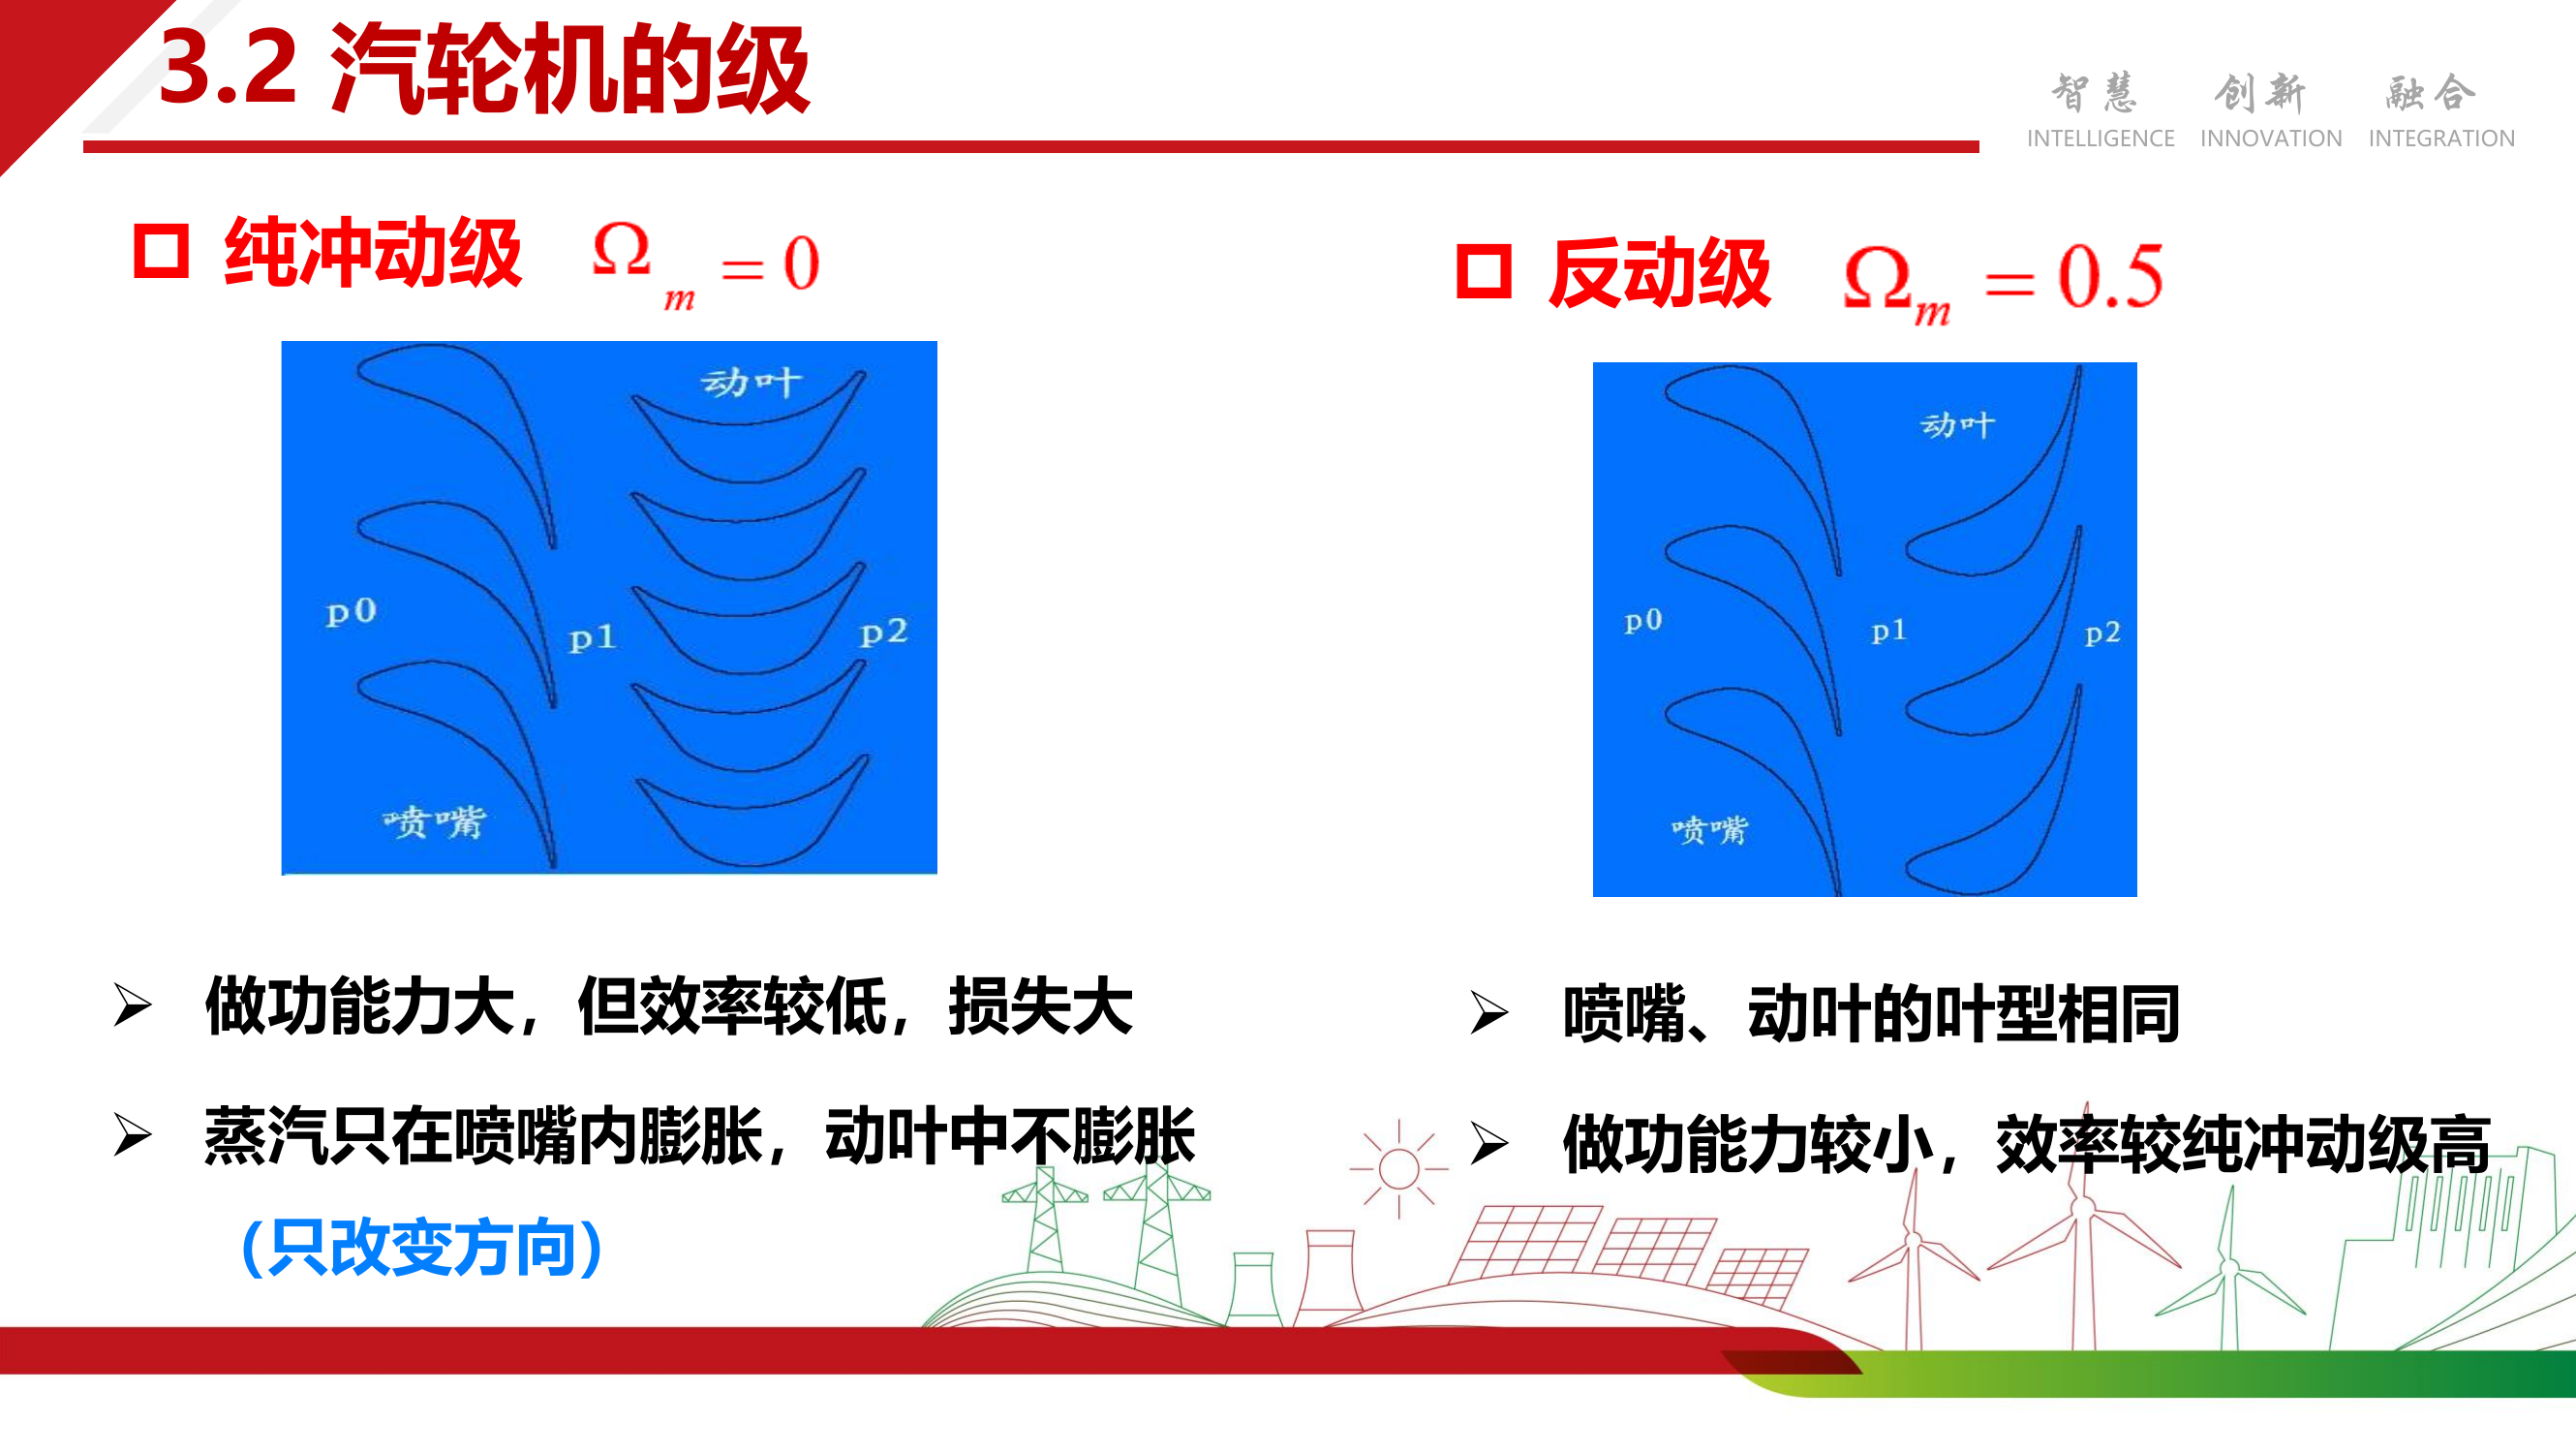 3.2 汽轮机的级
智慧 创新 融合
INTELLIGENCE INNOVATION INTEGRATION
纯冲动级 Ω m = 0
动叶
p0
p1
p2
喷嘴
做功能力大，但效率较低，损失大
蒸汽只在喷嘴内膨胀，动叶中不膨胀
（只改变方向）
反动级 Ωm = 0.5
动叶
p0
p1
p2
喷嘴
喷嘴、动叶的叶型相同
做功能力较小，效率较纯冲动级高